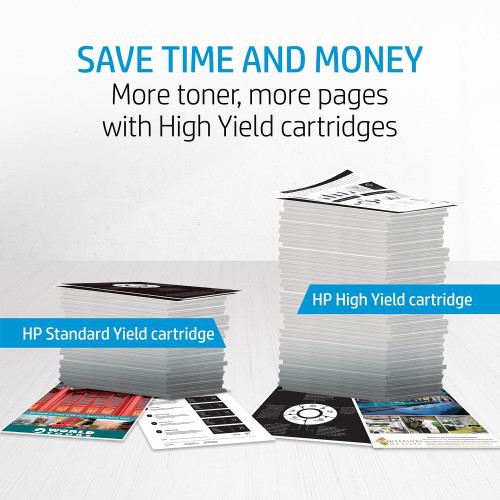 SAVE TIME AND MONEY
More toner, more pages
with High Yield cartridges
HP High Yield cartridge
HP Standard Yield cartridge